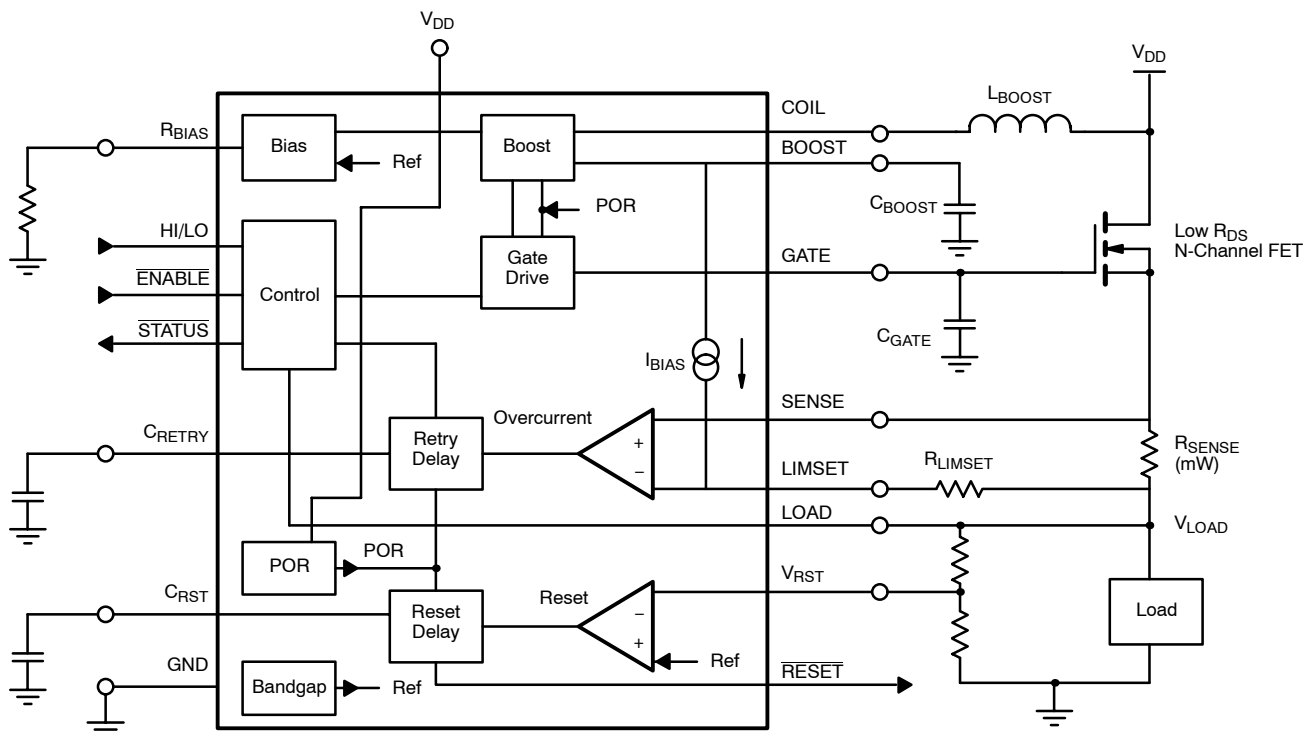 VDD
VDD
LBOOST
COIL
RBIAS
Bias
Boost
Ref
BOOST
CBOOST
POR
HI/LO
Low RDS
N-Channel FET
GATE
Gate
Drive
ENABLE
Control
STATUS
CGATE
IBIAS
SENSE
Overcurrent
CRETRY
Retry
Delay
+
−
RSENSE
(mW)
LIMSET
RLIMSET
LOAD
VLOAD
POR
POR
VRST
CRST
Reset
Delay
Reset
−
+
Load
Ref
GND
RESET
Bandgap
Ref